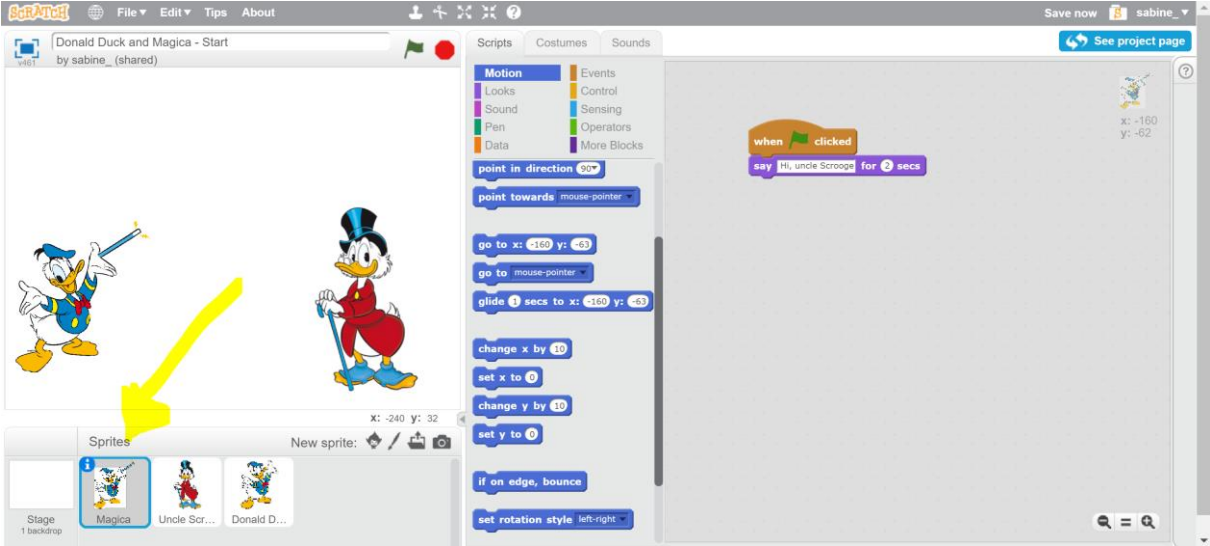 SCRATCH File Edit Tips About Save now sabine_
Donald Duck and Magica - Start
v461 by sabine_ (shared)
Scripts Costumes Sounds See project page
Motion Events
Looks Control
Sound Sensing
Pen Operators
Data More Blocks
point in direction 90
point towards mouse-pointer
go to x: -160 y: -63
go to mouse-pointer
glide 1 secs to x: -160 y: -63
change x by 10
set x to 0
change y by 10
set y to 0
if on edge, bounce
set rotation style left-right
when clicked
say Hi, uncle Scrooge for 2 secs
x: -160
y: -62
x: -240 y: 32
Sprites New sprite:
Stage
1 backdrop
Magica Uncle Scr... Donald D...